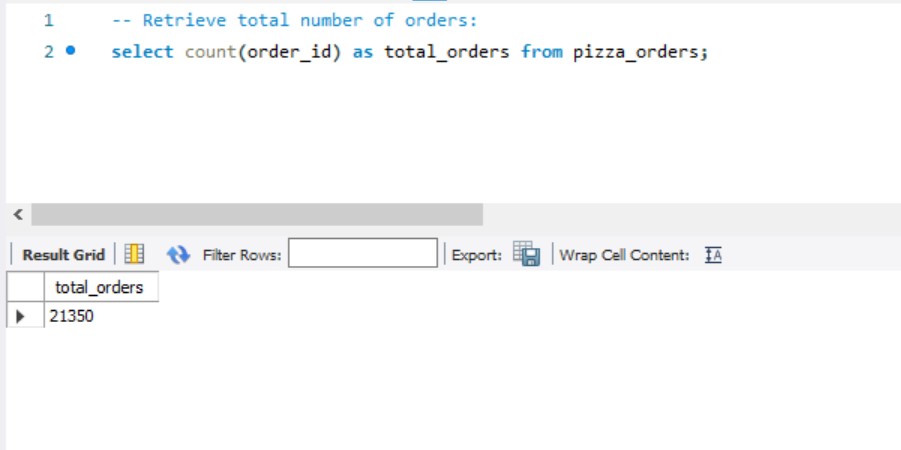 1 -- Retrieve total number of orders:
2 select count(order_id) as total_orders from pizza_orders;
Result Grid Filter Rows: Export: Wrap Cell Content:
total_orders
21350